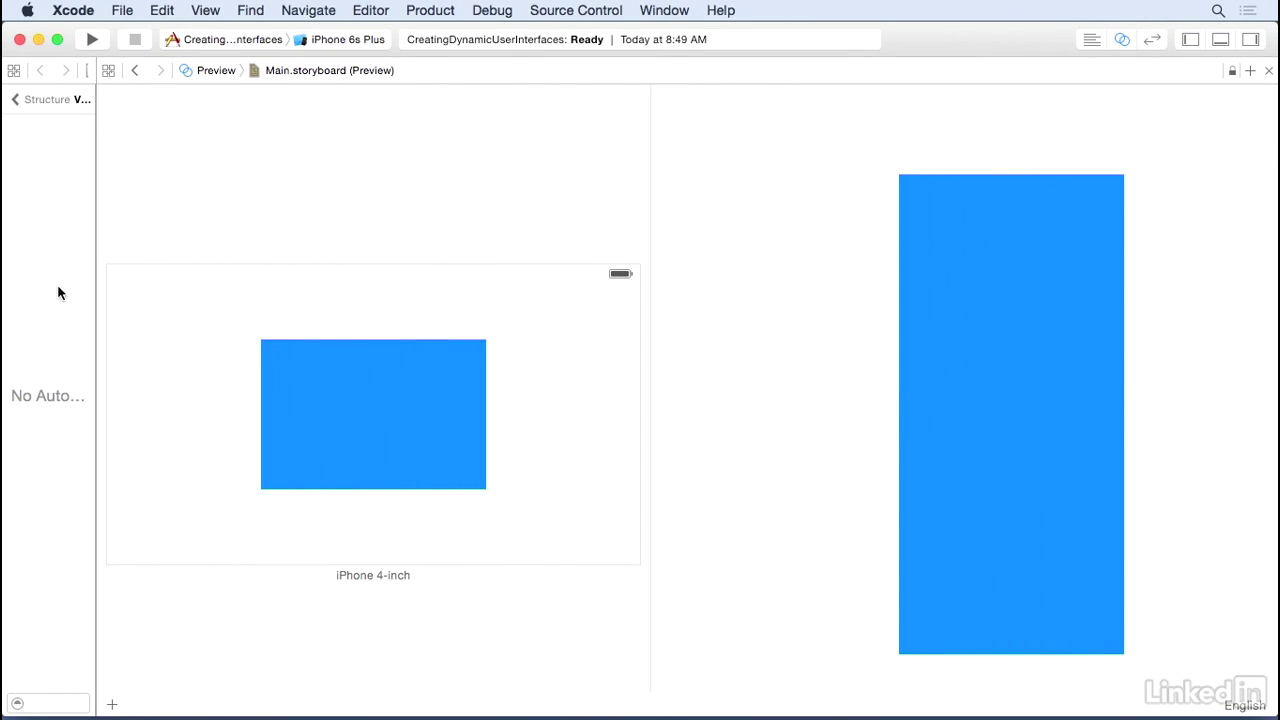 Xcode File Edit View Find Navigate Editor Product Debug Source Control Window Help
Creating...nterfaces iPhone 6s Plus CreatingDynamicUserInterfaces: Ready | Today at 8:49 AM
Preview Main.storyboard (Preview)
Structure V...
No Auto...
iPhone 4-inch
LinkedIn
English